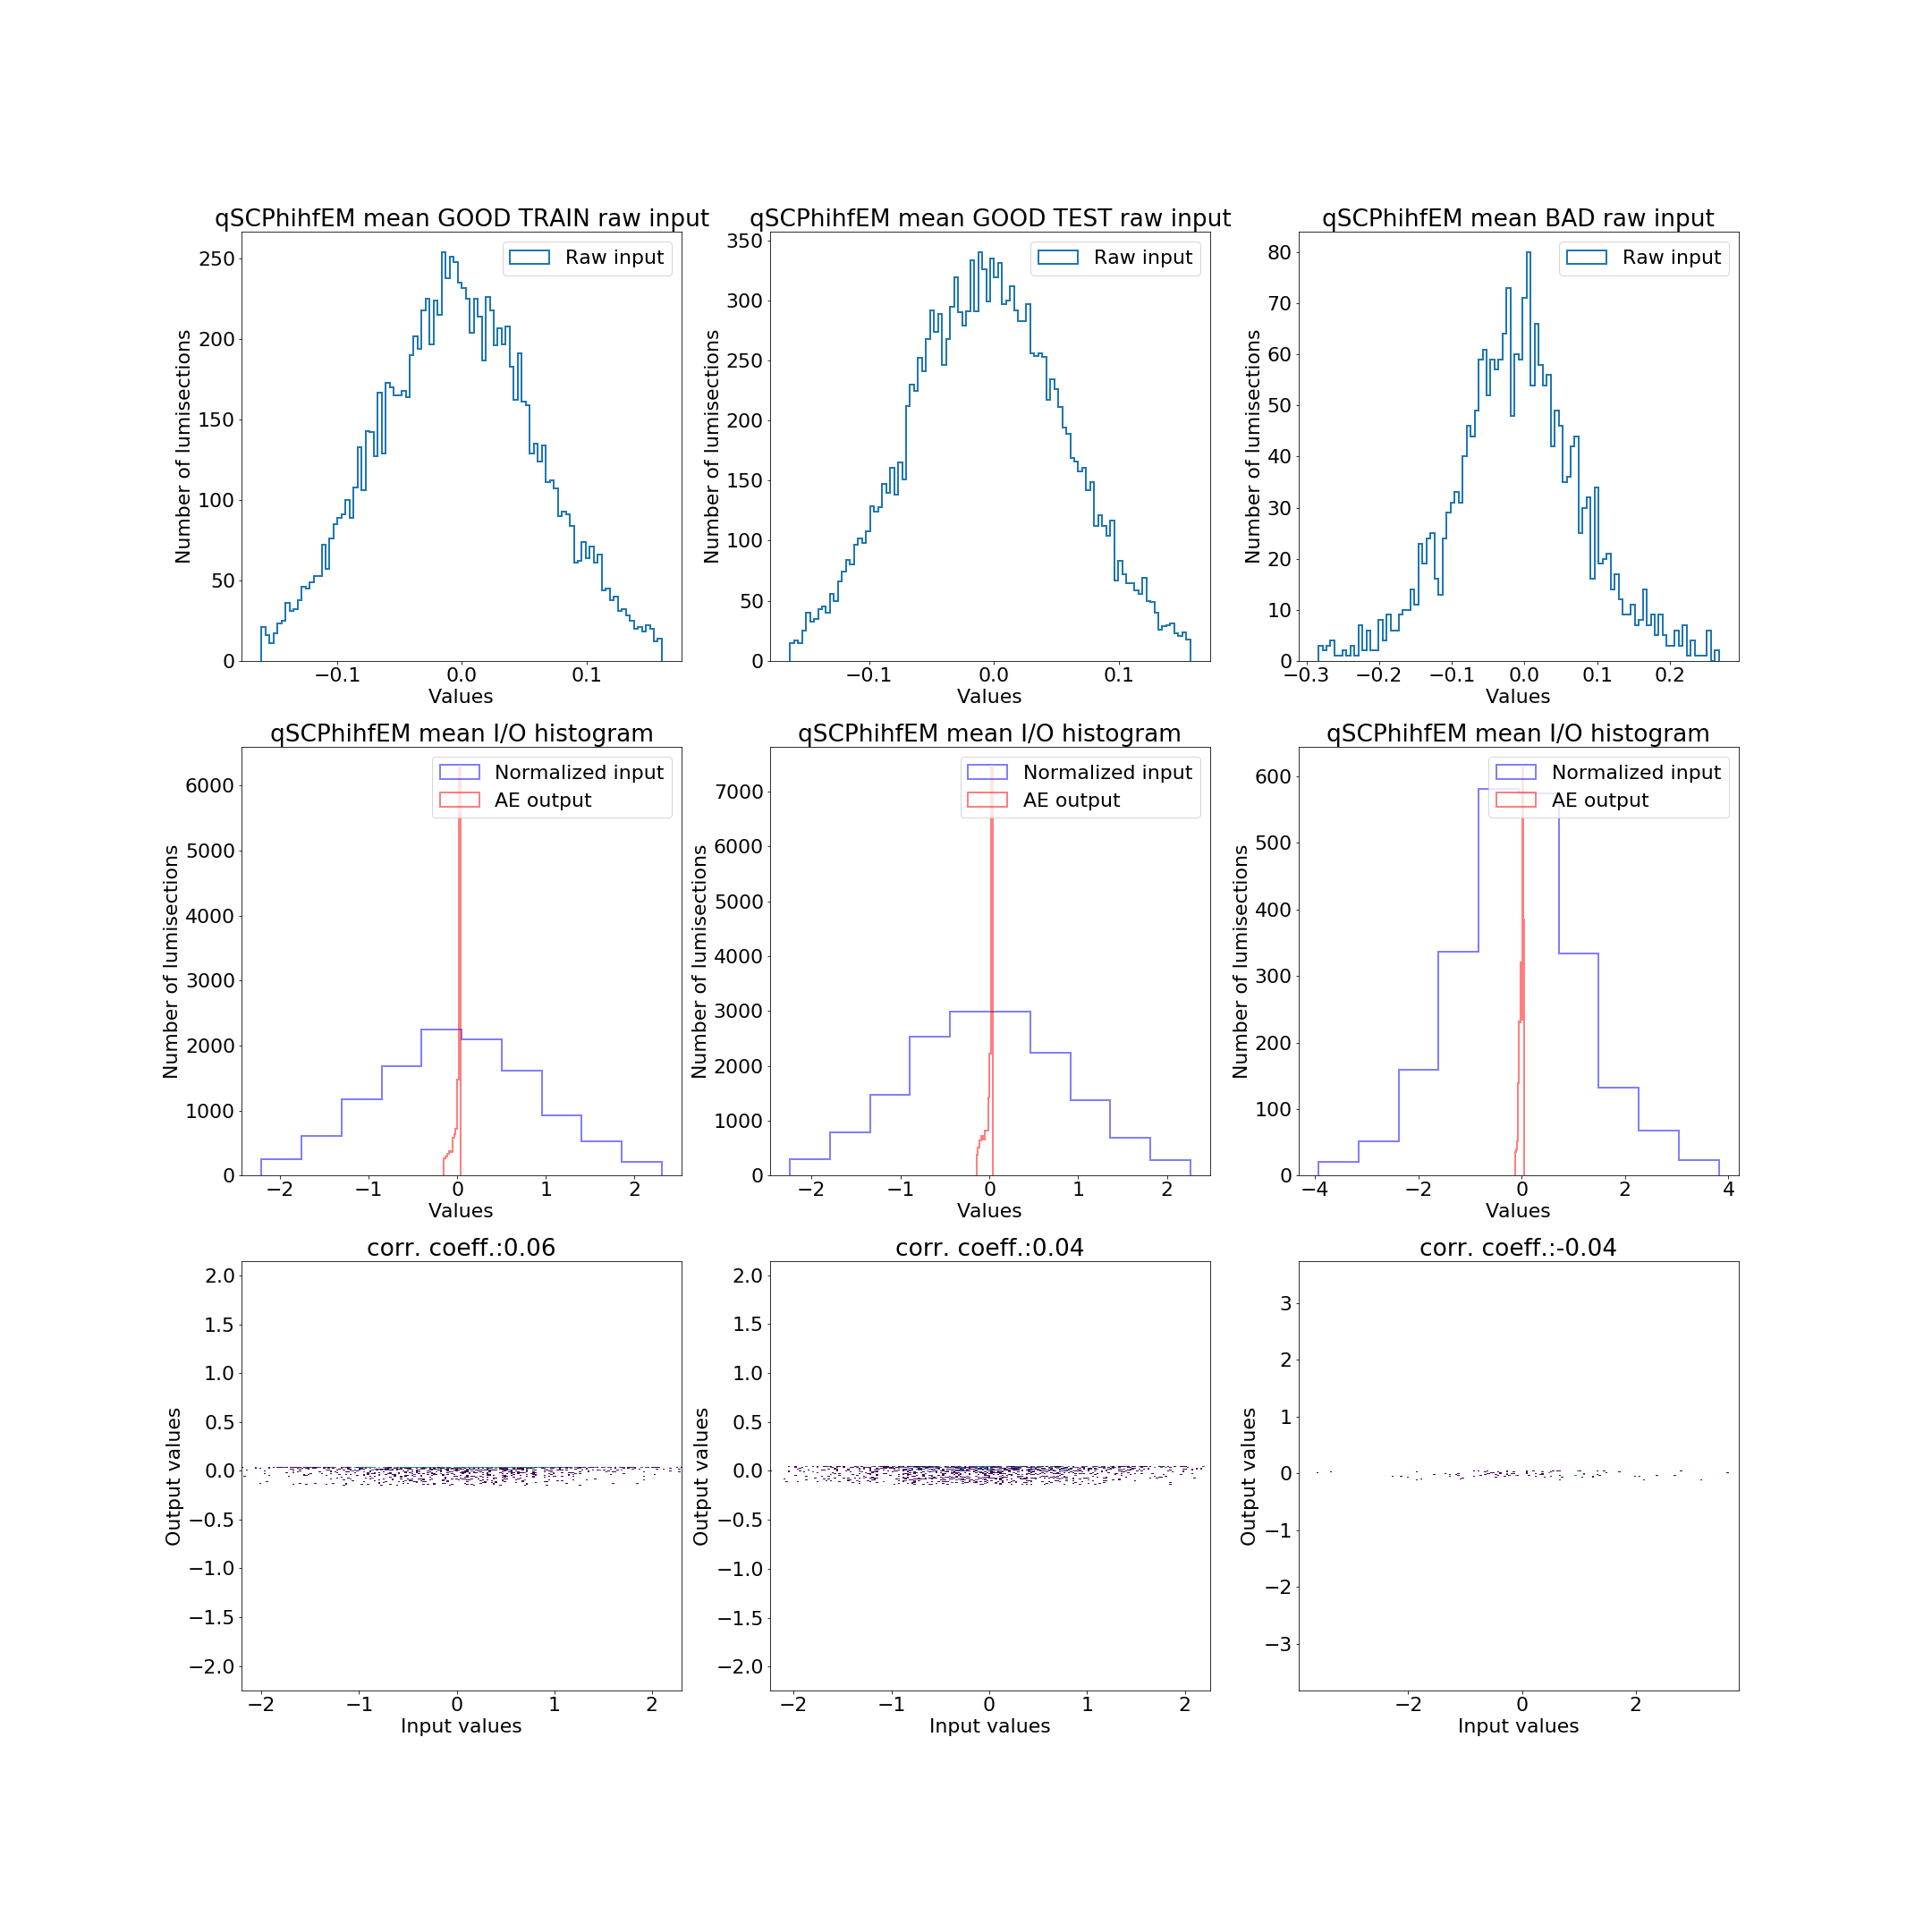 qSCPhihfEM mean GOOD TRAIN raw input
Raw input
250
200
150
100
50
0
Number of lumisections
−0.1 0.0 0.1
Values
qSCPhihfEM mean GOOD TEST raw input
Raw input
350
300
250
200
150
100
50
0
Number of lumisections
−0.1 0.0 0.1
Values
qSCPhihfEM mean BAD raw input
Raw input
80
70
60
50
40
30
20
10
0
Number of lumisections
−0.3 −0.2 −0.1 0.0 0.1 0.2
Values
qSCPhihfEM mean I/O histogram
Normalized input
AE output
6000
5000
4000
3000
2000
1000
0
Number of lumisections
−2 −1 0 1 2
Values
qSCPhihfEM mean I/O histogram
Normalized input
AE output
7000
6000
5000
4000
3000
2000
1000
0
Number of lumisections
−2 −1 0 1 2
Values
qSCPhihfEM mean I/O histogram
Normalized input
AE output
600
500
400
300
200
100
0
Number of lumisections
−4 −2 0 2 4
Values
corr. coeff.:0.06
2.0
1.5
1.0
0.5
0.0
−0.5
−1.0
−1.5
−2.0
Output values
−2 −1 0 1 2
Input values
corr. coeff.:0.04
2.0
1.5
1.0
0.5
0.0
−0.5
−1.0
−1.5
−2.0
Output values
−2 −1 0 1 2
Input values
corr. coeff.:-0.04
3
2
1
0
−1
−2
−3
Output values
−2 0 2
Input values